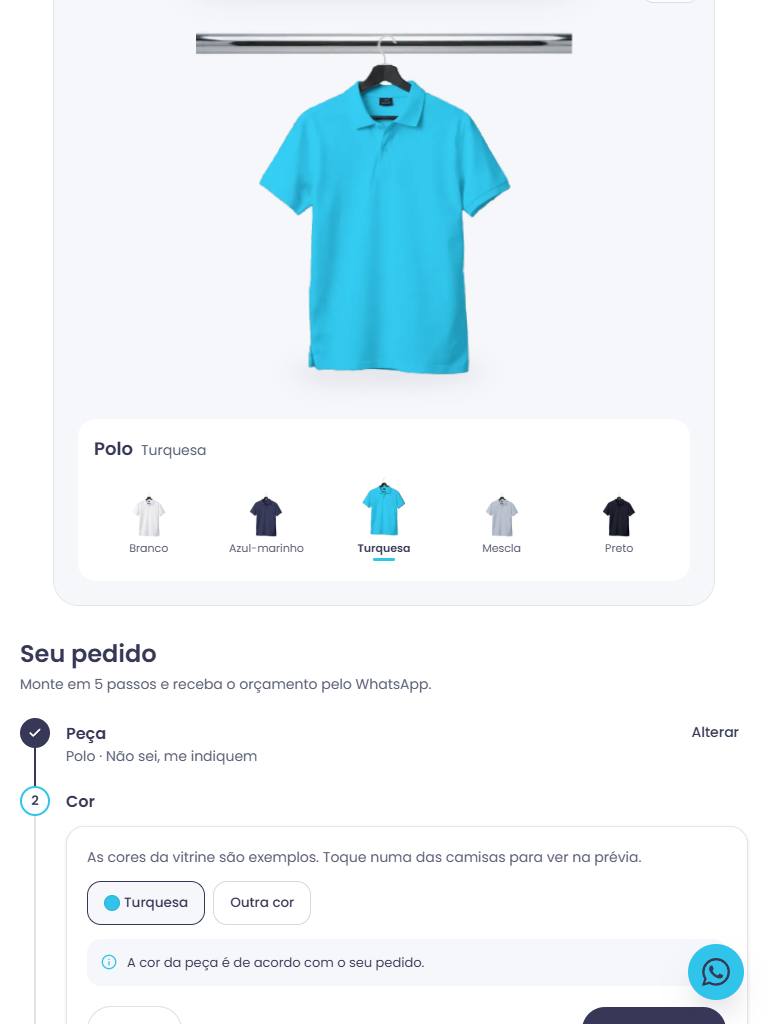 Polo Turquesa
Branco Azul-marinho Turquesa Mescla Preto
Seu pedido
Monte em 5 passos e receba o orçamento pelo WhatsApp.
Peça Alterar
Polo · Não sei, me indiquem
2 Cor
As cores da vitrine são exemplos. Toque numa das camisas para ver na prévia.
Turquesa Outra cor
A cor da peça é de acordo com o seu pedido.